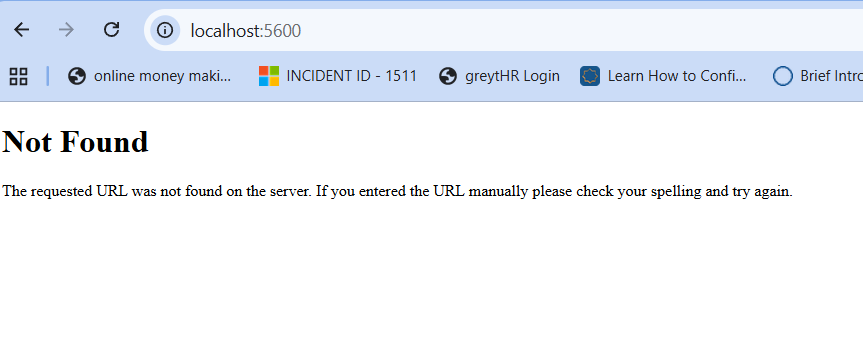 localhost:5600
online money maki... INCIDENT ID - 1511 greytHR Login Learn How to Confi... Brief Intro
Not Found
The requested URL was not found on the server. If you entered the URL manually please check your spelling and try again.